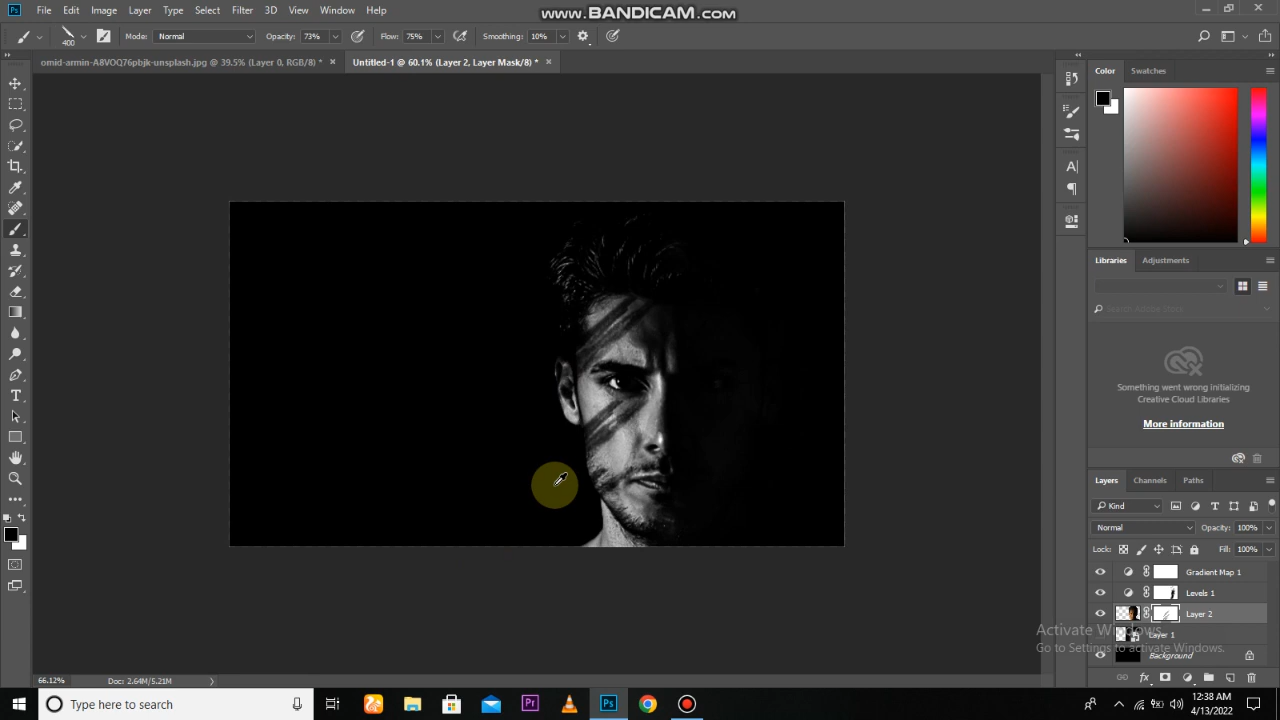 File Edit Image Layer Type Select Filter 3D View Window Help
www.BANDICAM.com
400 Mode: Normal Opacity: 73% Flow: 75% Smoothing: 10%
omid-armin-A8VOQ76pbjk-unsplash.jpg @ 39.5% (Layer 0, RGB/8) * × Untitled-1 @ 60.1% (Layer 2, Layer Mask/8) * ×
Color Swatches
Libraries Adjustments
Search Adobe Stock
Something went wrong initializing
Creative Cloud Libraries
More information
Layers Channels Paths
Kind
Normal Opacity: 100%
Lock: Fill: 100%
Gradient Map 1
Levels 1
Layer 2
Layer 1
Background
Activate Windows
Go to Settings to activate Windows.
66.12% Doc: 2.64M/5.21M
Type here to search
12:38 AM
4/13/2022